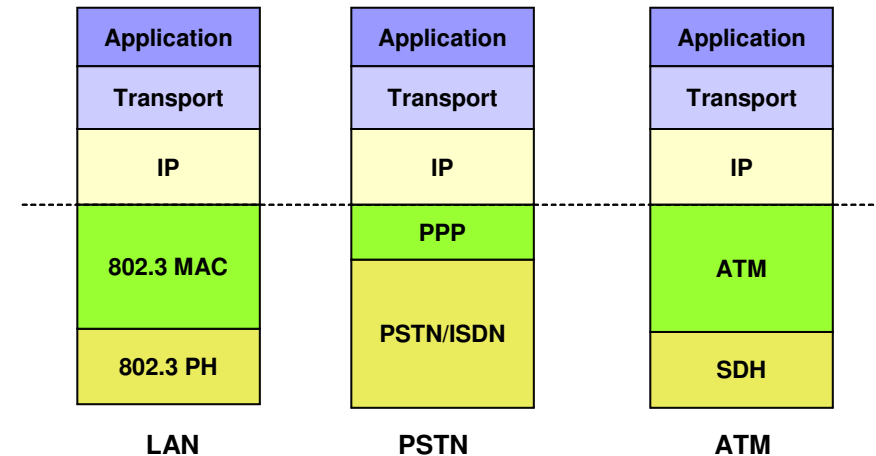 Application
Application
Application
Transport
Transport
Transport
IP
IP
IP
PPP
802.3 MAC
ATM
PSTN/ISDN
802.3 PH
SDH
LAN
PSTN
ATM